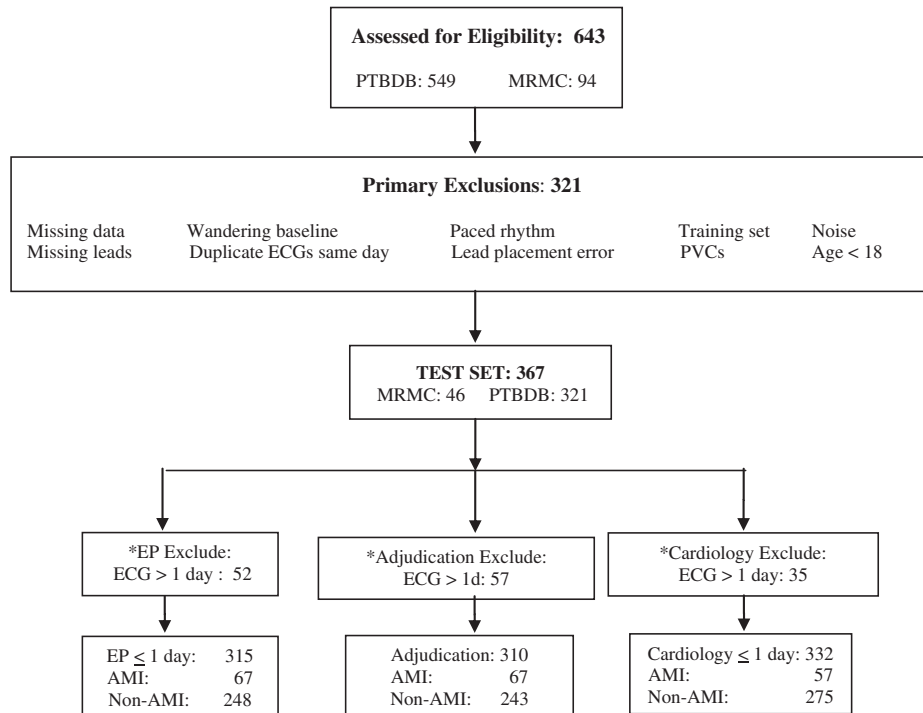 Assessed for Eligibility: 643
PTBDB: 549 MRMC: 94
Primary Exclusions: 321
Missing data Wandering baseline Paced rhythm Training set Noise
Missing leads Duplicate ECGs same day Lead placement error PVCs Age < 18
TEST SET: 367
MRMC: 46 PTBDB: 321
*EP Exclude:
ECG > 1 day : 52
*Adjudication Exclude:
ECG > 1d: 57
*Cardiology Exclude:
ECG > 1 day: 35
EP ≤ 1 day: 315
AMI: 67
Non-AMI: 248
Adjudication: 310
AMI: 67
Non-AMI: 243
Cardiology ≤ 1 day: 332
AMI: 57
Non-AMI: 275